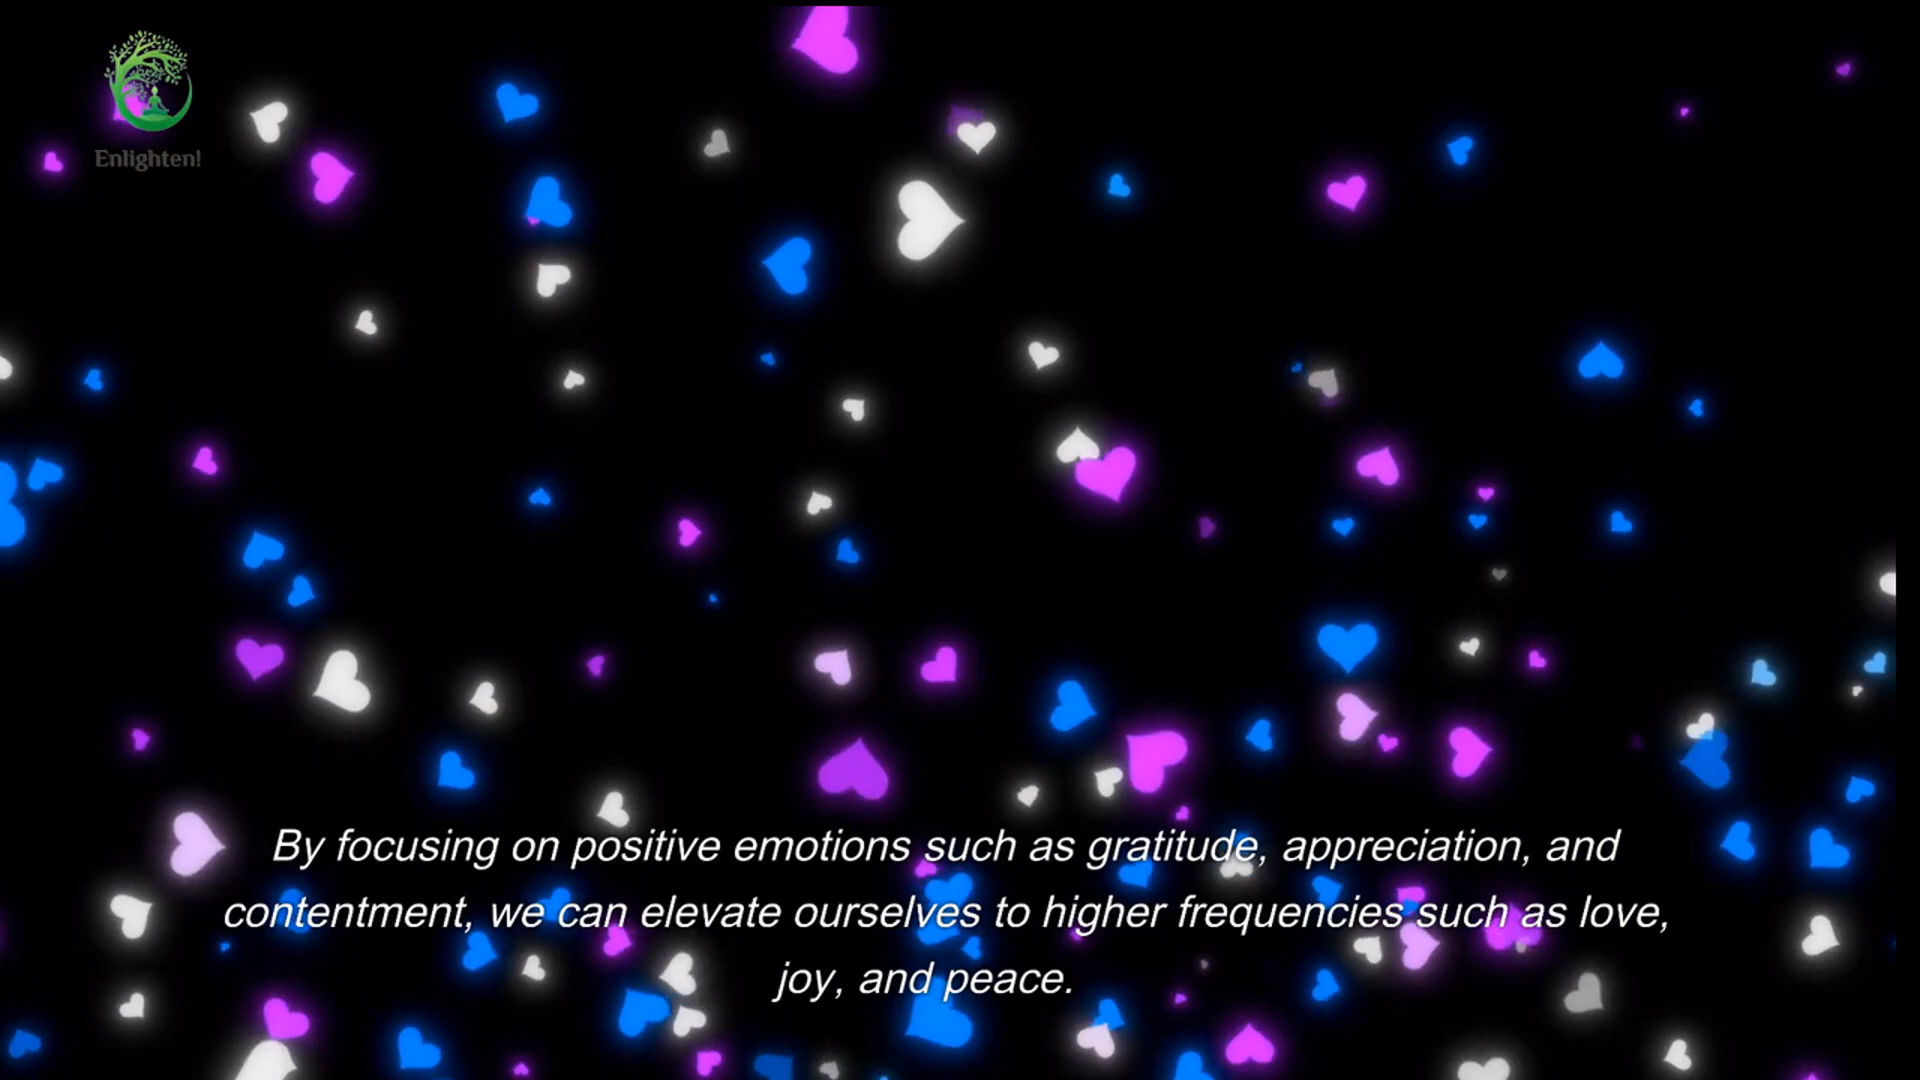 Enlighten!
By focusing on positive emotions such as gratitude, appreciation, and
contentment, we can elevate ourselves to higher frequencies such as love,
joy, and peace.